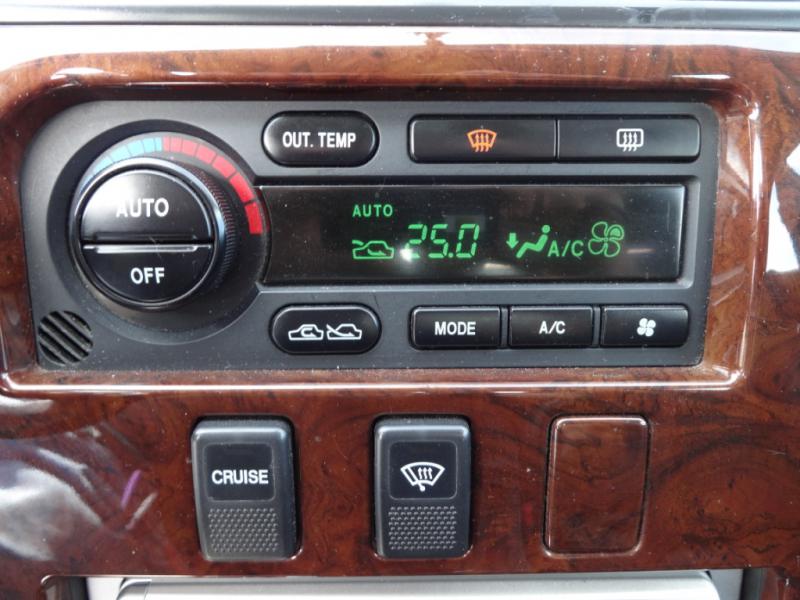 OUT. TEMP
AUTO
OFF
AUTO
25.0
A/C
MODE
A/C
CRUISE